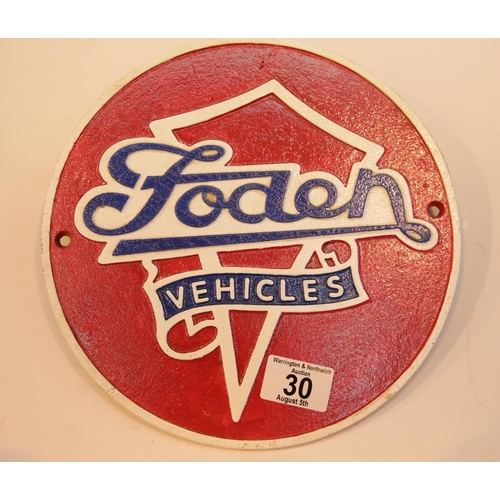 Foden
VEHICLES
Warrington & Northwich
Auction
30
August 5th